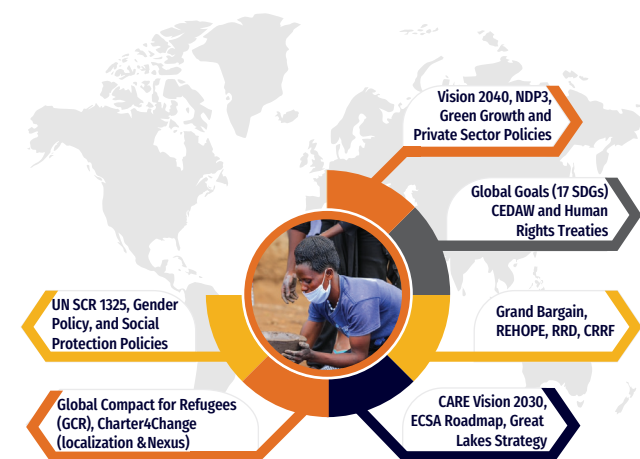 Vision 2040, NDP3,
Green Growth and
Private Sector Policies
Global Goals (17 SDGs)
CEDAW and Human
Rights Treaties
UN SCR 1325, Gender
Policy, and Social
Protection Policies
Grand Bargain,
REHOPE, RRD, CRRF
Global Compact for Refugees
(GCR), Charter4Change
(localization &Nexus)
CARE Vision 2030,
ECSA Roadmap, Great
Lakes Strategy